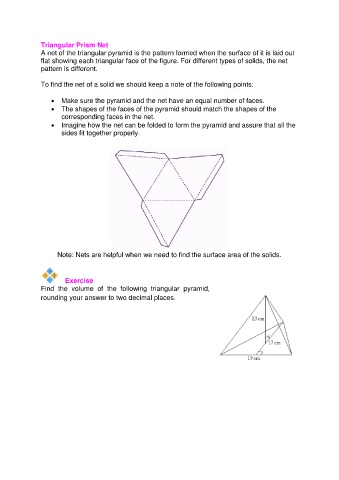 Triangular Prism Net
A net of the triangular pyramid is the pattern formed when the surface of it is laid out
flat showing each triangular face of the figure. For different types of solids, the net
pattern is different.
To find the net of a solid we should keep a note of the following points:
• Make sure the pyramid and the net have an equal number of faces.
• The shapes of the faces of the pyramid should match the shapes of the
corresponding faces in the net.
• Imagine how the net can be folded to form the pyramid and assure that all the
sides fit together properly.
Note: Nets are helpful when we need to find the surface area of the solids.
Exercise
Find the volume of the following triangular pyramid,
rounding your answer to two decimal places.
23 cm
17 cm
19 cm